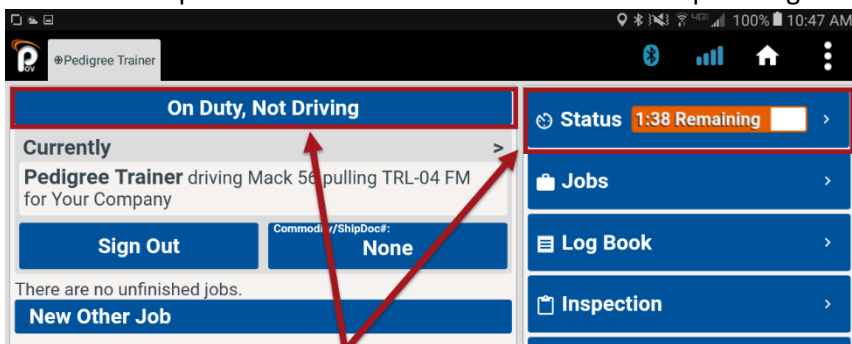 100% 10:47 AM
POV
Pedigree Trainer
On Duty, Not Driving
Currently >
Pedigree Trainer driving Mack 56 pulling TRL-04 FM
for Your Company
Sign Out
Commodity/ShipDoc#:
None
There are no unfinished jobs.
New Other Job
Status 1:38 Remaining >
Jobs >
Log Book >
Inspection >